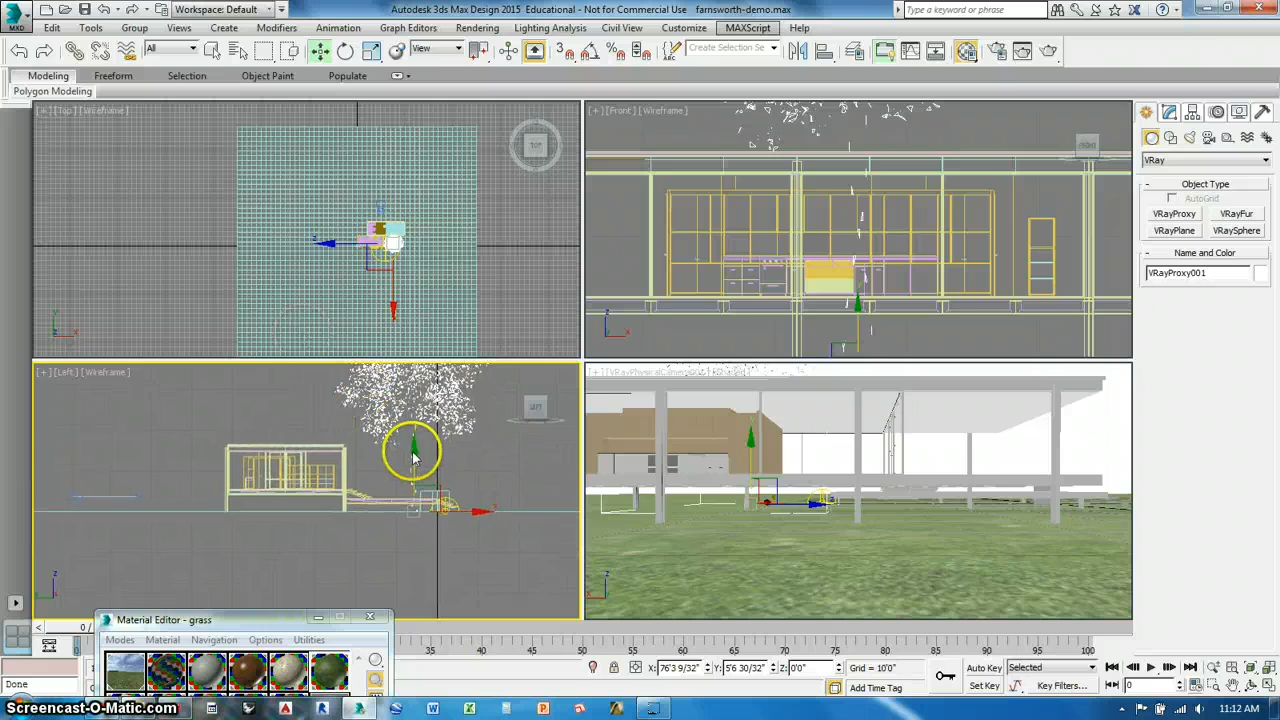 Workspace: Default
Autodesk 3ds Max Design 2015 Educational - Not for Commercial Use farnsworth-demo.max
Type a keyword or phrase
Edit Tools Group Views Create Modifiers Animation Graph Editors Rendering Lighting Analysis Civil View Customize MAXScript Help
All View Create Selection Se
Modeling Freeform Selection Object Paint Populate
Polygon Modeling
[+][Top][Wireframe]
TOP
[+][Front][Wireframe]
FRONT
VRay
Object Type
AutoGrid
VRayProxy VRayFur
VRayPlane VRaySphere
Name and Color
VRayProxy001
[+][Left][Wireframe]
LEFT
Material Editor - grass
Modes Material Navigation Options Utilities
0 /
35 40 45 50 55 60 65 70 75 80 85 90 95 100
X: 76'3 9/32" Y: 5'6 30/32" Z: 0'0" Grid = 10'0" Auto Key Selected
Done Add Time Tag Set Key Key Filters... 0
Screencast-O-Matic.com 11:12 AM